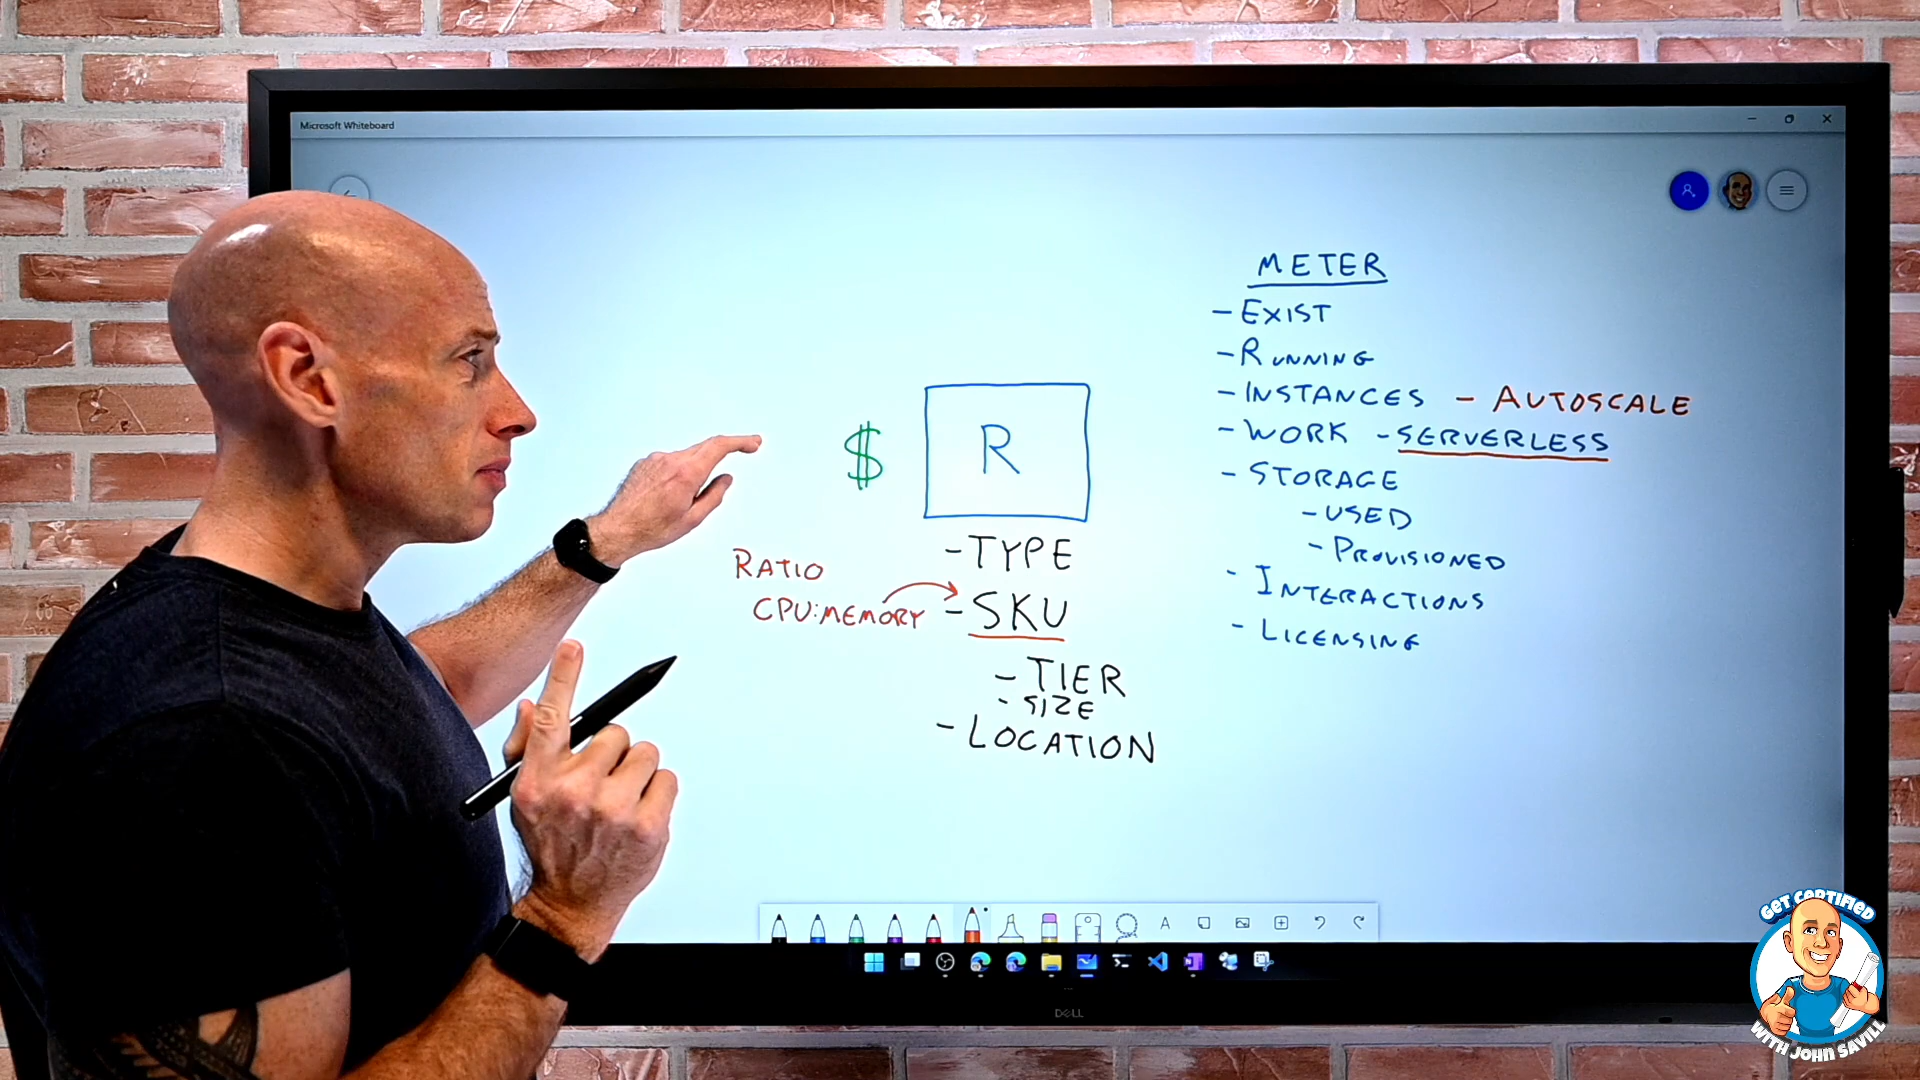 Microsoft Whiteboard
METER
- EXIST
- RUNNING
- INSTANCES - AUTOSCALE
- WORK - SERVERLESS
- STORAGE
- USED
- PROVISIONED
- INTERACTIONS
- LICENSING
$
R
- TYPE
RATIO
CPU:MEMORY
- SKU
- TIER
- SIZE
- LOCATION
A
DELL
GET CERTIFIED
WITH JOHN SAVILL